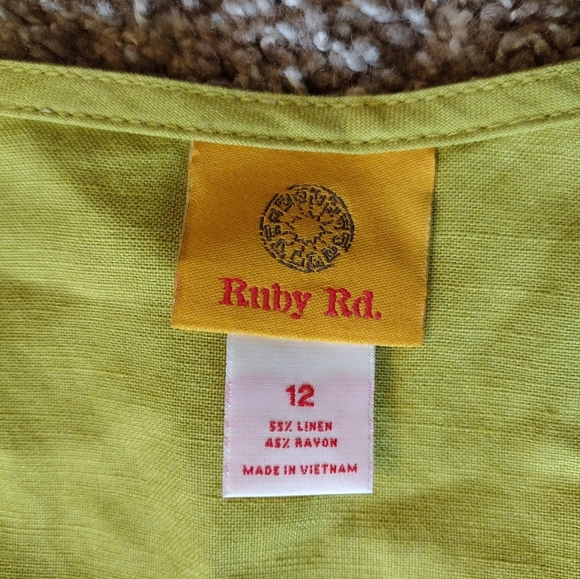 Ruby Rd.
12
55% LINEN
45% RAYON
MADE IN VIETNAM